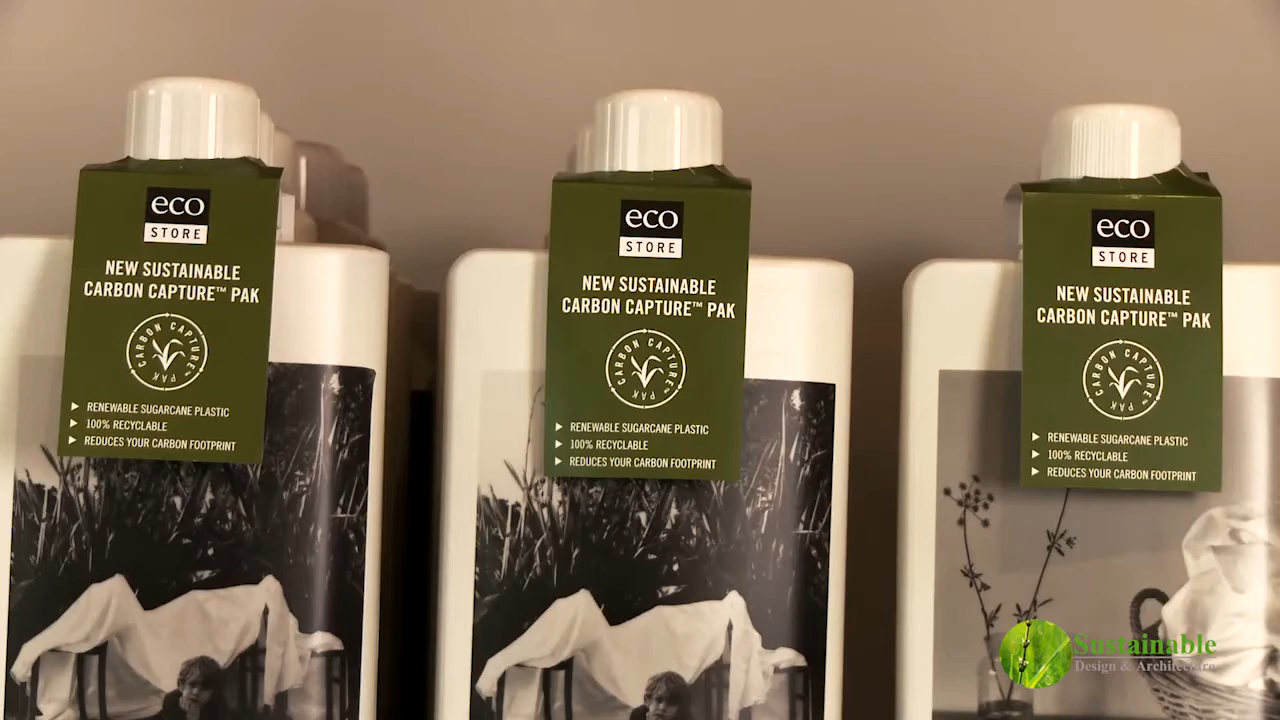 eco
STORE
NEW SUSTAINABLE
CARBON CAPTURE™ PAK
CARBON CAPTURE™ PAK
RENEWABLE SUGARCANE PLASTIC
100% RECYCLABLE
REDUCES YOUR CARBON FOOTPRINT
eco
STORE
NEW SUSTAINABLE
CARBON CAPTURE™ PAK
CARBON CAPTURE™ PAK
RENEWABLE SUGARCANE PLASTIC
100% RECYCLABLE
REDUCES YOUR CARBON FOOTPRINT
eco
STORE
NEW SUSTAINABLE
CARBON CAPTURE™ PAK
CARBON CAPTURE™ PAK
RENEWABLE SUGARCANE PLASTIC
100% RECYCLABLE
REDUCES YOUR CARBON FOOTPRINT
Sustainable
Design & Architecture